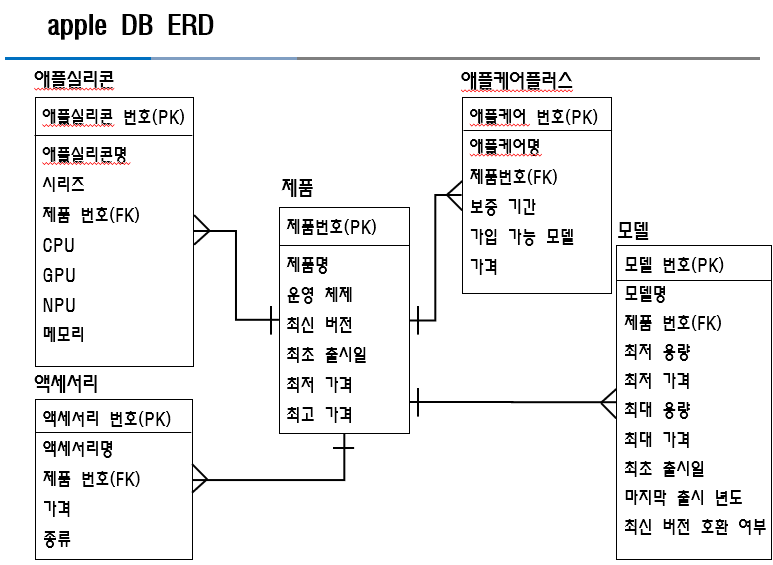 apple DB ERD
애플실리콘
애플실리콘 번호(PK)
애플실리콘명
시리즈
제품 번호(FK)
CPU
GPU
NPU
메모리
액세서리
액세서리 번호(PK)
액세서리명
제품 번호(FK)
가격
종류
제품
제품번호(PK)
제품명
운영 체제
최신 버전
최초 출시일
최저 가격
최고 가격
애플케어플러스
애플케어 번호(PK)
애플케어명
제품번호(FK)
보증 기간
가입 가능 모델
가격
모델
모델 번호(PK)
모델명
제품 번호(FK)
최저 용량
최저 가격
최대 용량
최대 가격
최초 출시일
마지막 출시 년도
최신 버전 호환 여부